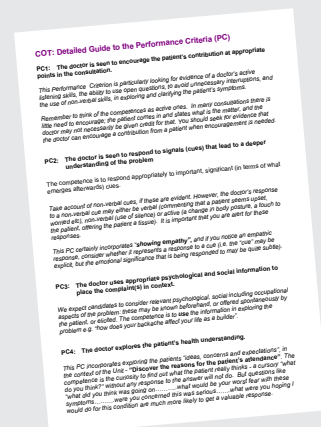 COT: Detailed Guide to the Performance Criteria (PC)
PC1: The doctor is seen to encourage the patient's contribution at appropriate
points in the consultation.
This Performance Criterion is particularly looking for evidence of a doctor's active
listening skills, the ability to use open questions, to avoid unnecessary interruptions, and
the use of non-verbal skills, in exploring and clarifying the patient's symptoms.
Remember to think of the competences as active ones. In many consultations there is
little need to encourage; the patient comes in and states what is the matter, and the
doctor may not necessarily be given credit for that. You should seek for evidence that
the doctor can encourage a contribution from a patient when encouragement is needed
PC2: The doctor is seen to respond to signals (cues) that lead to a deeper
understanding of the problem
The competence is to respond appropriately to important, significant (in terms of what
emerges afterwards) cues.
Take account of non-verbal cues, if these are evident. However, the doctor's response
to a non-verbal cue may either be verbal (commenting that a patient seems upset,
worried etc), non-verbal (use of silence) or active (a change in body posture, a touch to
the patient, offering the patient a tissue). It is important that you are alert for these
responses.
This PC certainly incorporates "showing empathy", and if you notice an empathic
response, consider whether it represents a response to a cue (i.e. the "cue" may be
explicit, but the emotional significance that is being responded to may be quite subtle).
PC3: The doctor uses appropriate psychological and social information to
place the complaint(s) in context.
We expect candidates to consider relevant psychological, social including occupational
aspects of the problem: these may be known beforehand, or offered spontaneously by
the patient, or elicited. The competence is to use the information in exploring the
problem e.g. "how does your backache affect your life as a builder".
PC4: The doctor explores the patient's health understanding.
This PC incorporates exploring the patients "ideas, concerns and expectations", in
the context of the Unit - "Discover the reasons for the patient's attendance". The
competence is the curiosity to find out what the patient really thinks - a cursory "what
do you think?" without any response to the answer will not do. But questions like
"what did you think was going on..........what would be your worst fear with these
symptoms..........were you concerned this was serious.......what were you hoping I
would do for this condition are much more likely to get a valuable response.